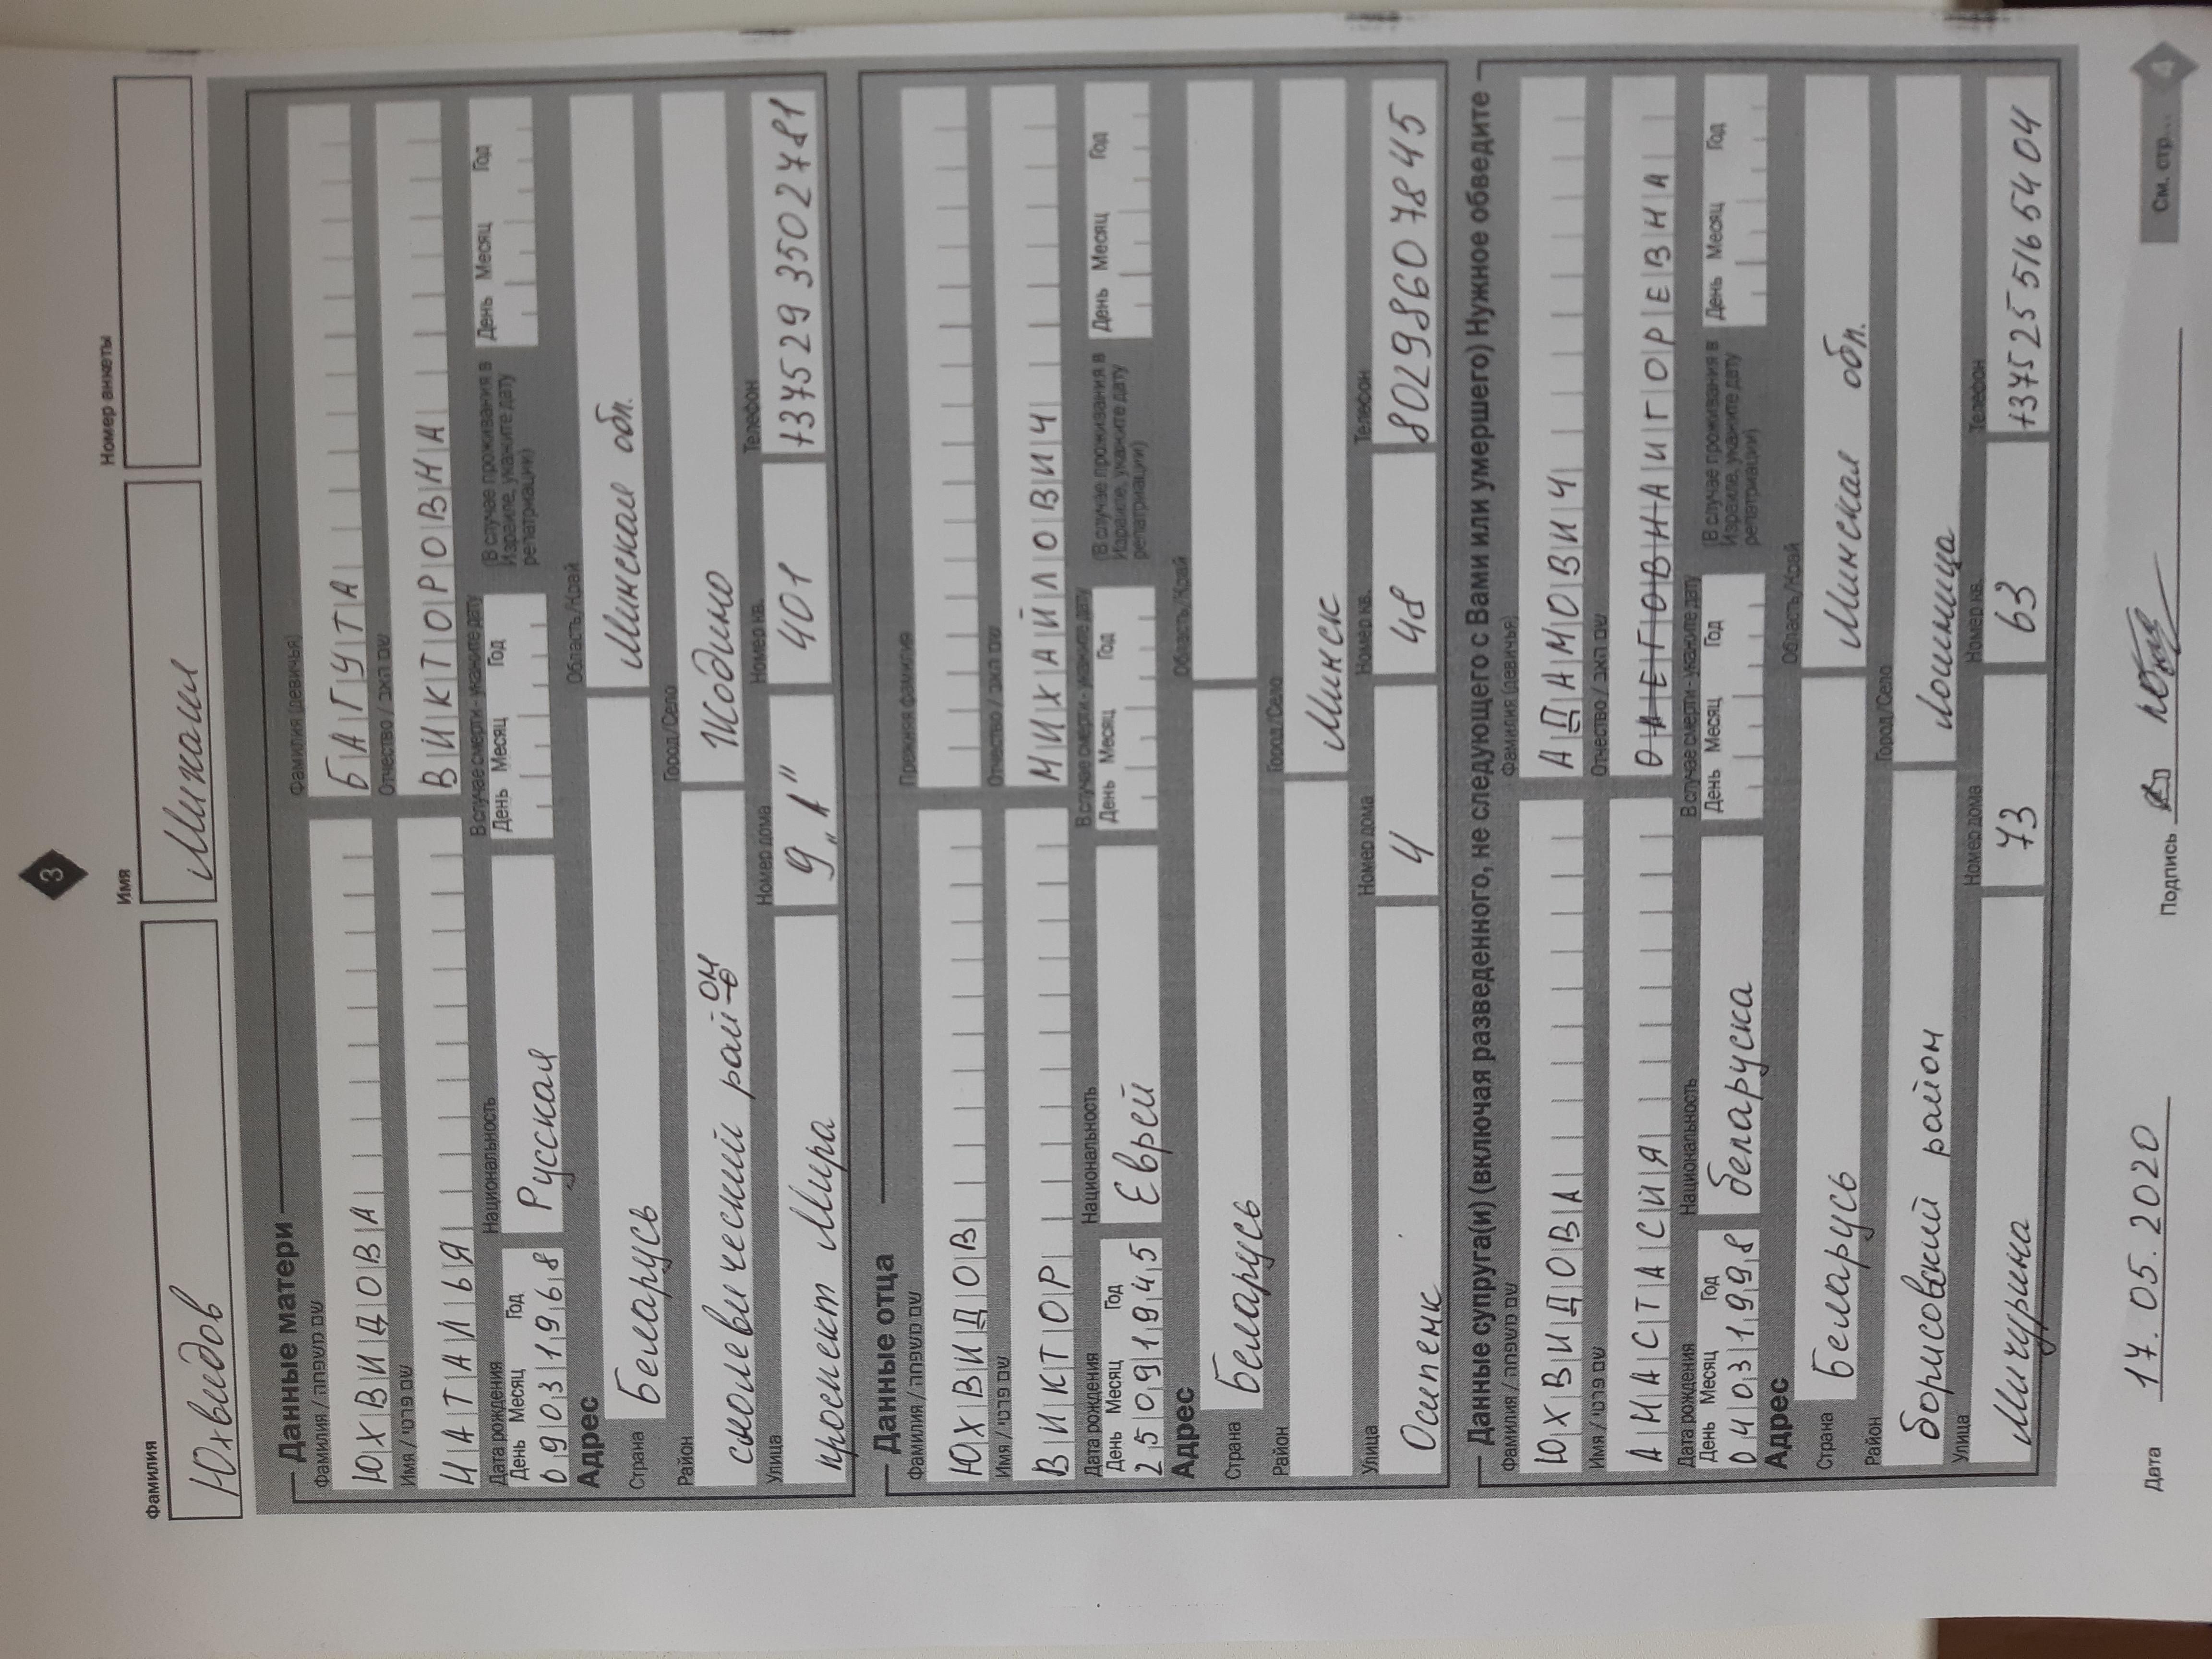 3
Фамилия Имя Номер анкеты
Юхвидов Михаил
Данные матери
Фамилия / שם משפחה Фамилия (девичья)
ЮХВИДОВА БАГУТА
Имя / שם פרטי Отчество / שם האב
НАТАЛЬЯ ВИКТОРОВНА
Дата рождения Национальность В случае смерти - укажите дату (В случае проживания в Израиле, укажите дату репатриации)
День Месяц Год День Месяц Год День Месяц Год
09031968 Русская
Адрес Область/Край
Страна Беларусь Минская обл.
Район Город/Село
смолевический район Жодино
Улица Номер дома Номер кв. Телефон
проспект Мира 9„А" 401 +37529 3502781
Данные отца
Фамилия / שם משפחה Прежняя фамилия
ЮХВИДОВ
Имя / שם פרטי Отчество / שם האב
ВИКТОР МИХАЙЛОВИЧ
Дата рождения Национальность В случае смерти - укажите дату (В случае проживания в Израиле, укажите дату репатриации)
День Месяц Год День Месяц Год День Месяц Год
25091945 Еврей
Адрес Область/Край
Страна Беларусь
Район Город/Село
Минск
Улица Номер дома Номер кв. Телефон
Осипенк 4 48 80298607845
Данные супруга(и) (включая разведенного, не следующего с Вами или умершего) Нужное обведите
Фамилия / שם משפחה Фамилия (девичья)
ЮХВИДОВА АДАМОВИЧ
Имя / שם פרטי Отчество / שם האב
АНАСТАСИЯ ОЛЕГОВНА ИГОРЕВНА
Дата рождения Национальность В случае смерти - укажите дату (В случае проживания в Израиле, укажите дату репатриации)
День Месяц Год День Месяц Год День Месяц Год
04031998 беларуска
Адрес Область/Край
Страна Беларусь Минская обл.
Район Город/Село
борисовский район Лошница
Улица Номер дома Номер кв. Телефон
Мичурина 73 63 +37525 5165404
Дата 17.05.2020 Подпись См. стр... 4